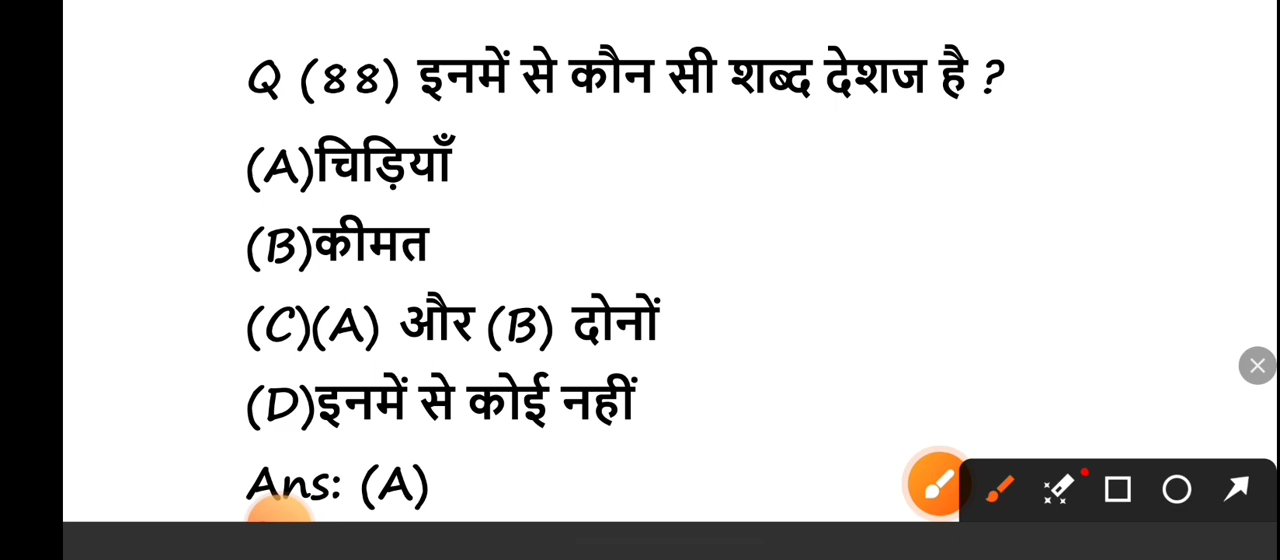 Q (88) इनमें से कौन सी शब्द देशज है ?
(A)चिड़ियाँ
(B)कीमत
(C)(A) और (B) दोनों
(D)इनमें से कोई नहीं
Ans: (A)